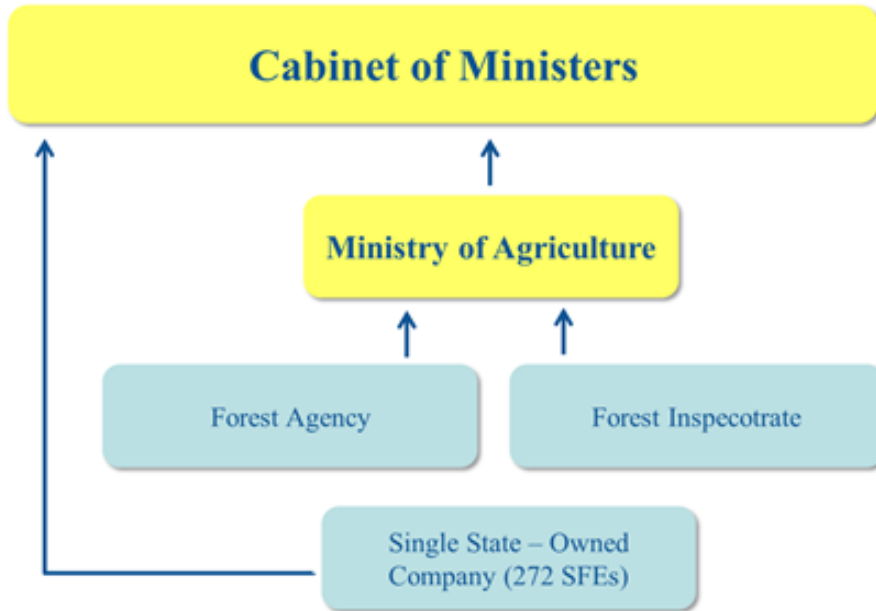 Cabinet of Ministers
Ministry of Agriculture
Forest Agency
Forest Inspecotrate
Single State – Owned
Company (272 SFEs)